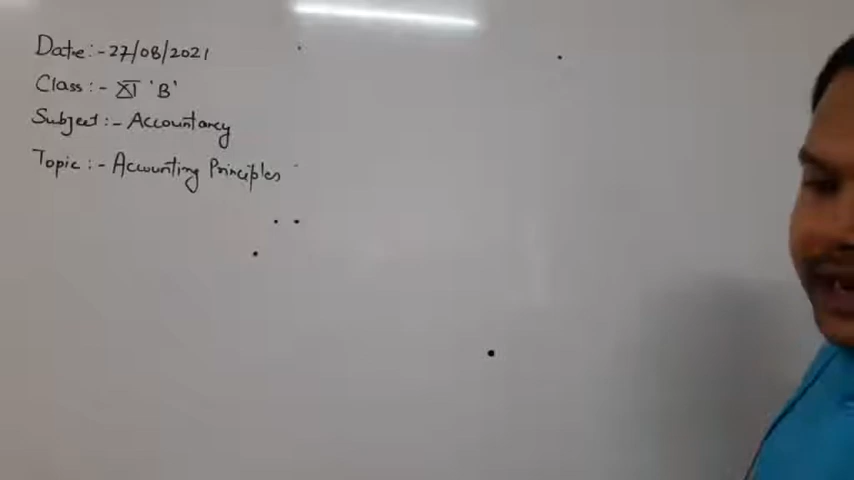 Date:-27/08/2021
Class:- XI 'B'
Subject:- Accountancy
Topic:- Accounting Principles